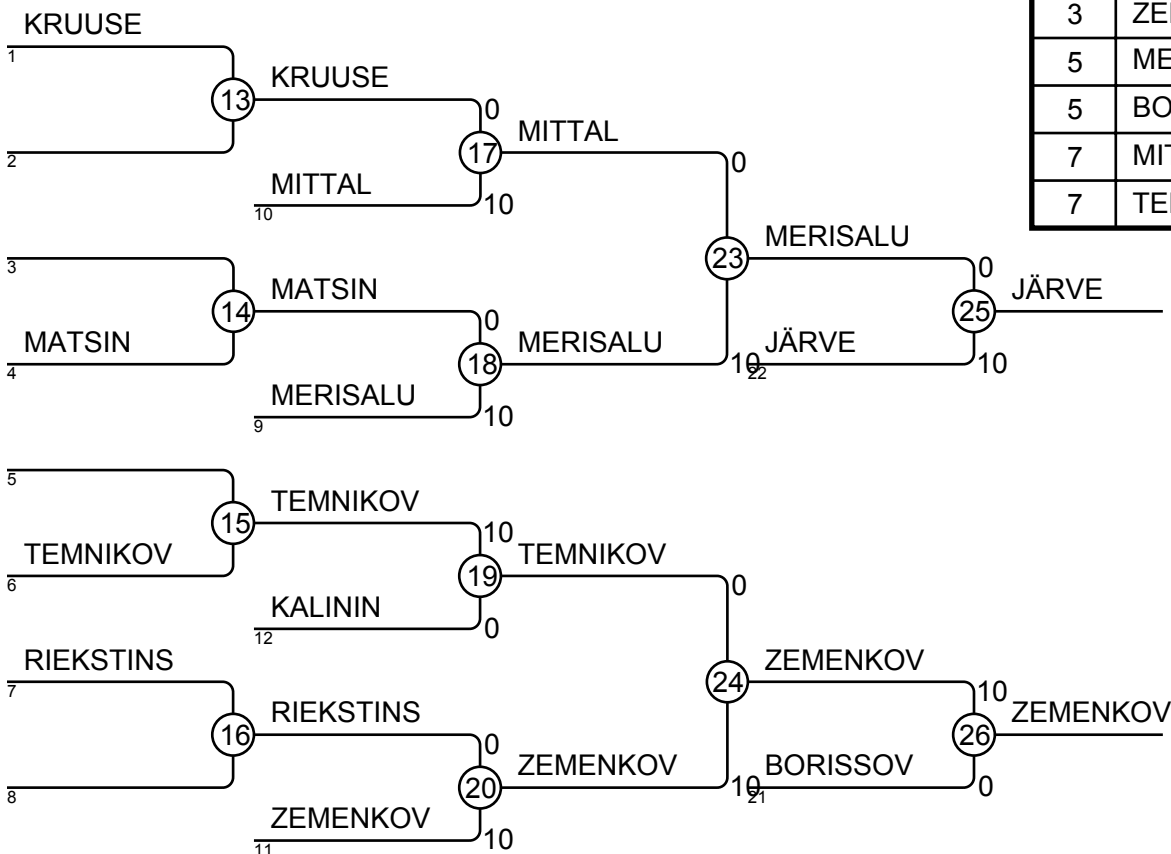 KRUUSE
1
13
KRUUSE
2
0
17
MITTAL
MITTAL
10
10
0
3
14
MATSIN
MATSIN
4
0
18
MERISALU
MERISALU
9
10
10
23
MERISALU
JÄRVE
22
0
25
10
JÄRVE
5
15
TEMNIKOV
TEMNIKOV
6
10
19
TEMNIKOV
KALININ
12
0
0
RIEKSTINS
7
16
RIEKSTINS
8
0
20
ZEMENKOV
ZEMENKOV
11
10
10
24
ZEMENKOV
BORISSOV
21
10
26
0
ZEMENKOV
3
5
5
7
7